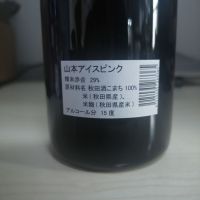 山本アイスピンク
精米歩合 29%
原材料名 秋田酒こまち 100%
米(秋田県産)、
米麹(秋田県産米)
アルコール分 15度